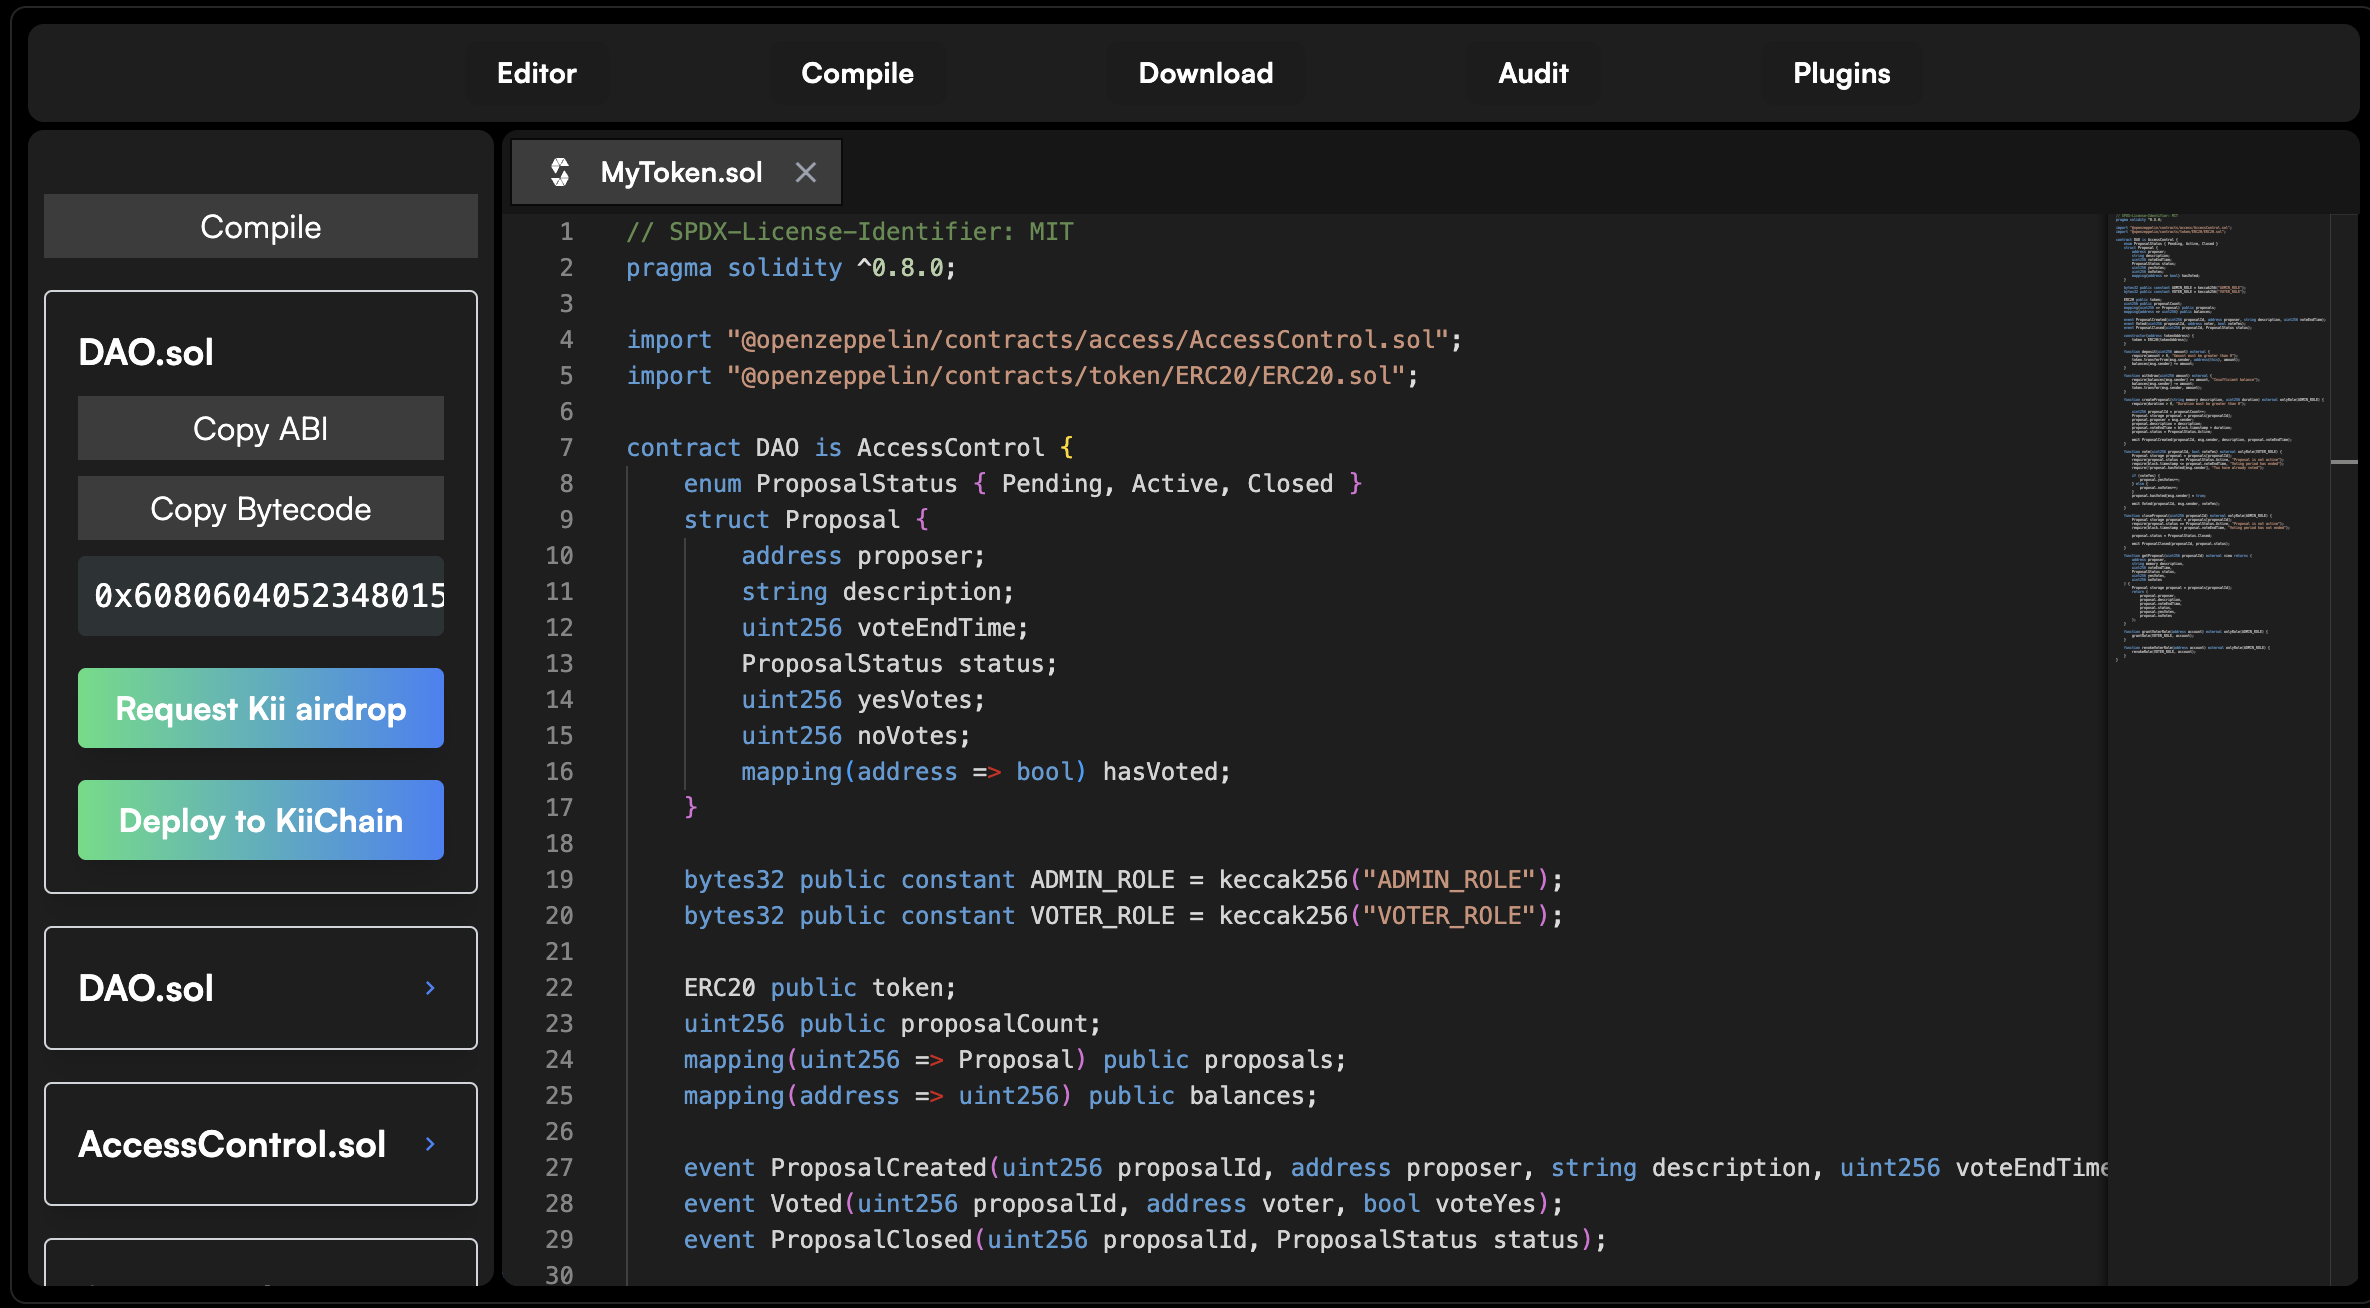 Editor Compile Download Audit Plugins
Compile
DAO.sol
Copy ABI
Copy Bytecode
0x6080604052348015
Request Kii airdrop
Deploy to KiiChain
DAO.sol
AccessControl.sol
MyToken.sol
1 // SPDX-License-Identifier: MIT
2 pragma solidity ^0.8.0;
3
4 import "@openzeppelin/contracts/access/AccessControl.sol";
5 import "@openzeppelin/contracts/token/ERC20/ERC20.sol";
6
7 contract DAO is AccessControl {
8 enum ProposalStatus { Pending, Active, Closed }
9 struct Proposal {
10 address proposer;
11 string description;
12 uint256 voteEndTime;
13 ProposalStatus status;
14 uint256 yesVotes;
15 uint256 noVotes;
16 mapping(address => bool) hasVoted;
17 }
18
19 bytes32 public constant ADMIN_ROLE = keccak256("ADMIN_ROLE");
20 bytes32 public constant VOTER_ROLE = keccak256("VOTER_ROLE");
21
22 ERC20 public token;
23 uint256 public proposalCount;
24 mapping(uint256 => Proposal) public proposals;
25 mapping(address => uint256) public balances;
26
27 event ProposalCreated(uint256 proposalId, address proposer, string description, uint256 voteEndTime
28 event Voted(uint256 proposalId, address voter, bool voteYes);
29 event ProposalClosed(uint256 proposalId, ProposalStatus status);
30